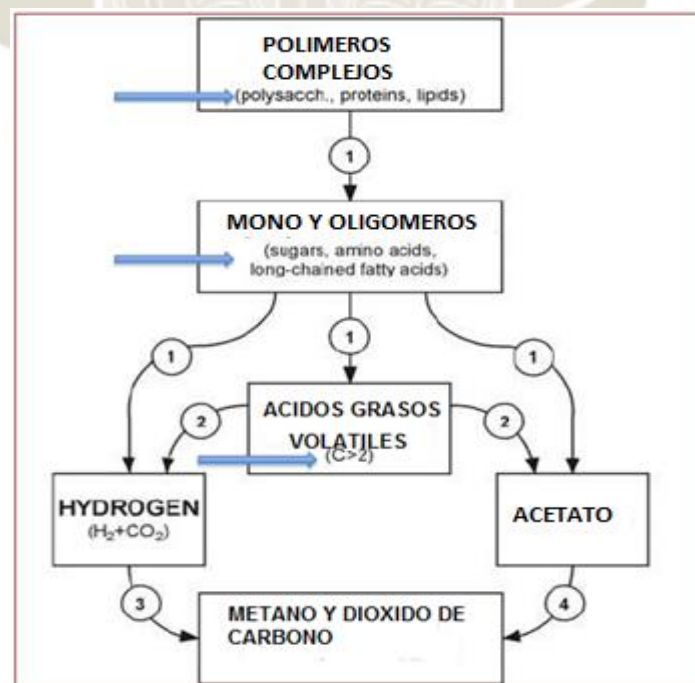 POLIMEROS
COMPLEJOS
(polysacch., proteins, lipids)
1
MONO Y OLIGOMEROS
(sugars, amino acids,
long-chained fatty acids)
1
1
1
ACIDOS GRASOS
VOLATILES
(C>2)
2
2
HYDROGEN
(H₂+CO₂)
ACETATO
3
4
METANO Y DIOXIDO DE
CARBONO